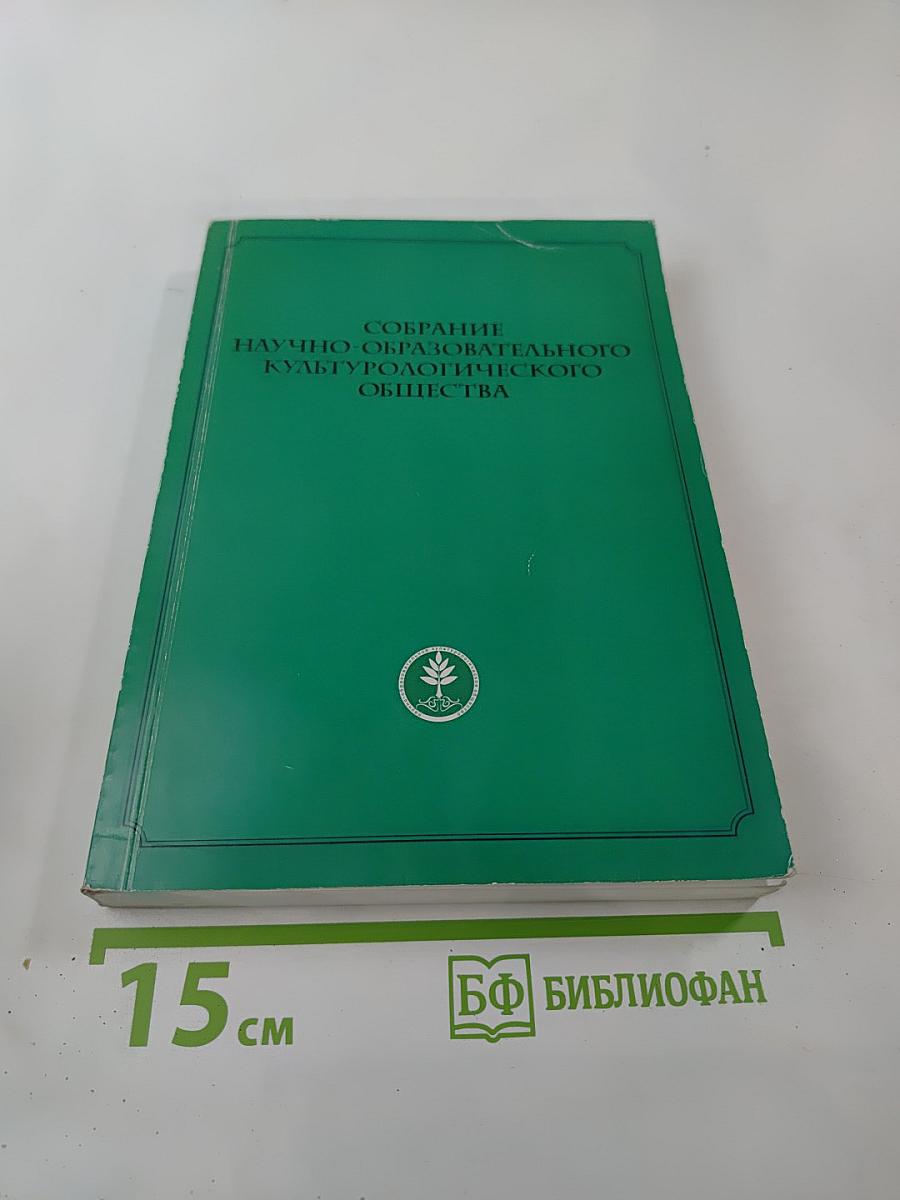 СОБРАНИЕ
НАУЧНО-ОБРАЗОВАТЕЛЬНОГО
КУЛЬТУРОЛОГИЧЕСКОГО
ОБЩЕСТВА
15 см
БФ БИБЛИОФАН